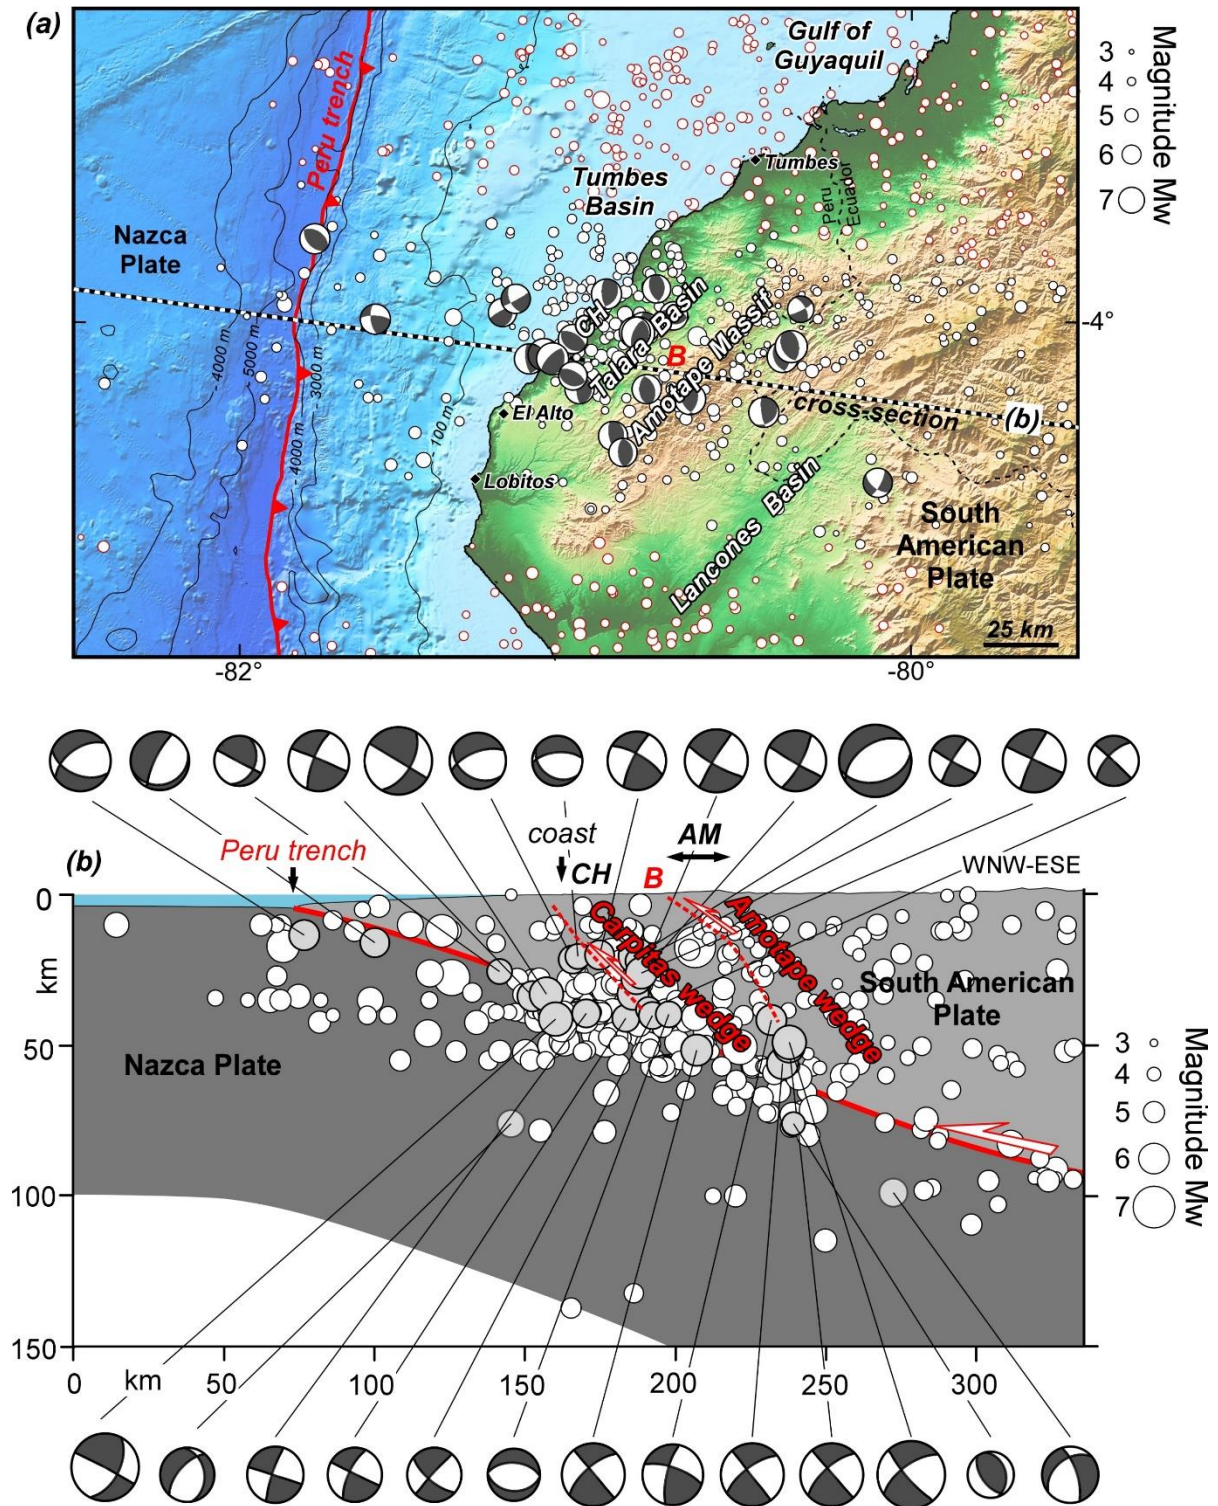 (a)
Peru trench
Gulf of
Guyaquil
Magnitude Mw
3
4
5
6
7
Tumbes
Tumbes
Basin
Peru
Ecuador
Nazca
Plate
-4°
CH
Talara Basin
B
Amotape Massif
- 4000 m
- 5000 m
- 4000 m
- 3000 m
100 m
El Alto
cross-section
(b)
Lobitos
Lancones Basin
South
American
Plate
25 km
-82°
-80°
(b)
Peru trench
coast
CH
B
AM
WNW-ESE
0
50
100
150
km
Carpitas wedge
Amotape wedge
South American
Plate
Nazca Plate
Magnitude Mw
3
4
5
6
7
0
km
50
100
150
200
250
300